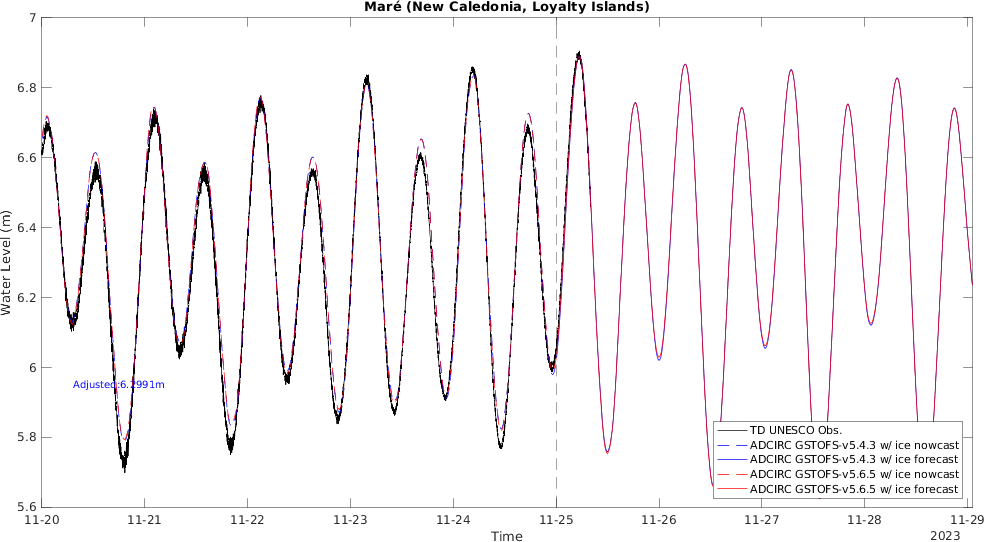 Maré (New Caledonia, Loyalty Islands)
7
6.8
6.6
6.4
6.2
6
5.8
5.6
Water Level (m)
Adjusted:6.2991m
TD UNESCO Obs.
ADCIRC GSTOFS-v5.4.3 w/ ice nowcast
ADCIRC GSTOFS-v5.4.3 w/ ice forecast
ADCIRC GSTOFS-v5.6.5 w/ ice nowcast
ADCIRC GSTOFS-v5.6.5 w/ ice forecast
11-20
11-21
11-22
11-23
11-24
11-25
11-26
11-27
11-28
11-29
Time
2023